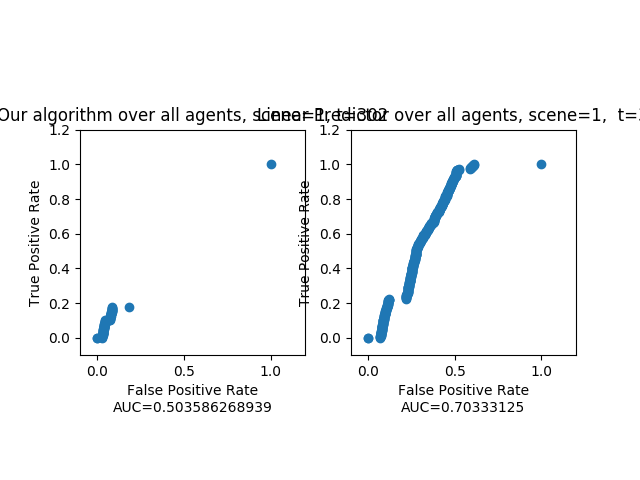 Our algorithm over all agents, scene=1, t=302
Linear Predictor over all agents, scene=1, t=
1.2
1.0
0.8
0.6
0.4
0.2
0.0
True Positive Rate
0.0 0.5 1.0
False Positive Rate
AUC=0.503586268939
1.2
1.0
0.8
0.6
0.4
0.2
0.0
True Positive Rate
0.0 0.5 1.0
False Positive Rate
AUC=0.70333125